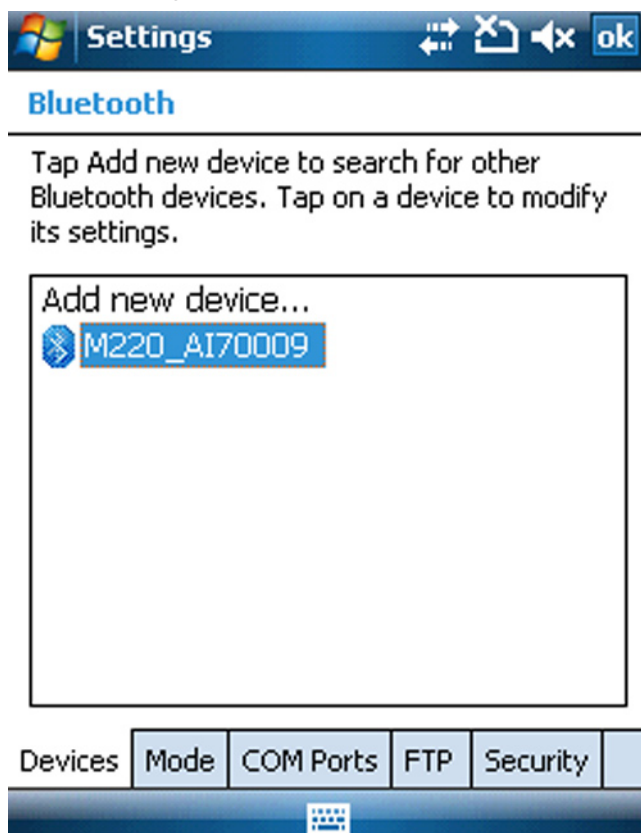 Settings
ok
Bluetooth
Tap Add new device to search for other
Bluetooth devices. Tap on a device to modify
its settings.
Add new device...
M220_AI70009
Devices Mode COM Ports FTP Security